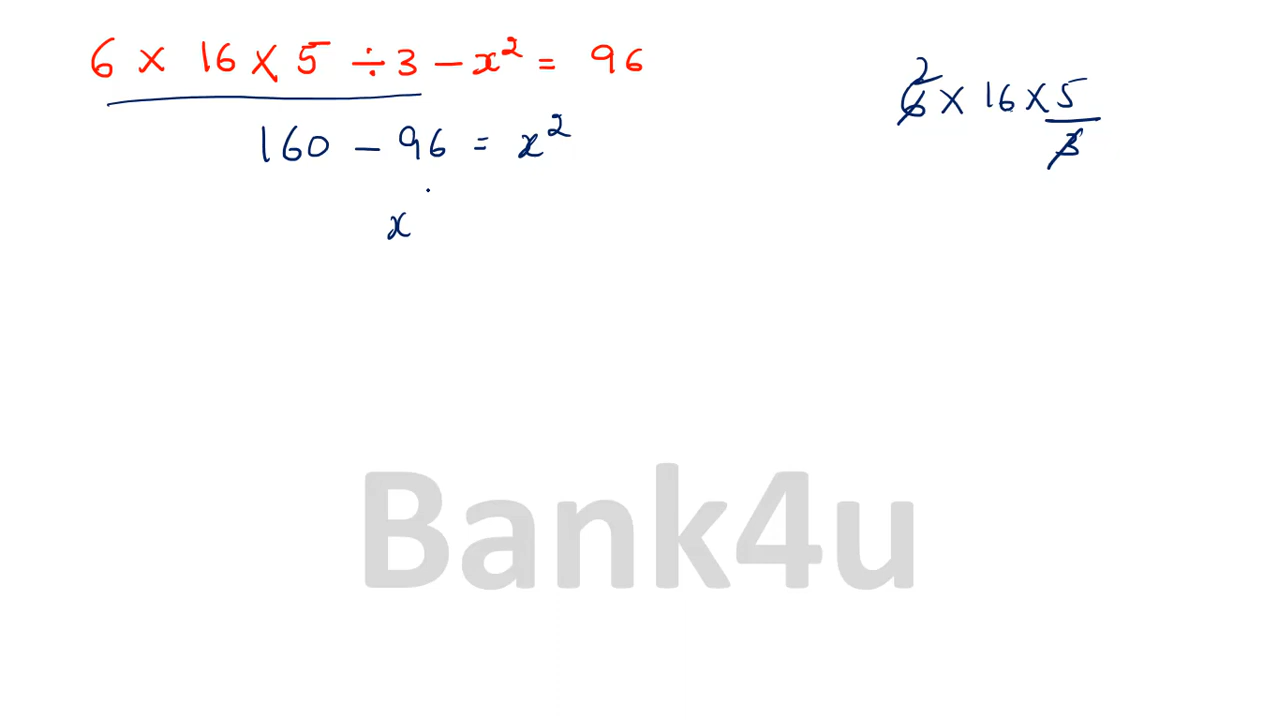 6 × 16 × 5 ÷ 3 − x² = 96
160 − 96 = x²
x
2
6 × 16 × 5
3
Bank4u